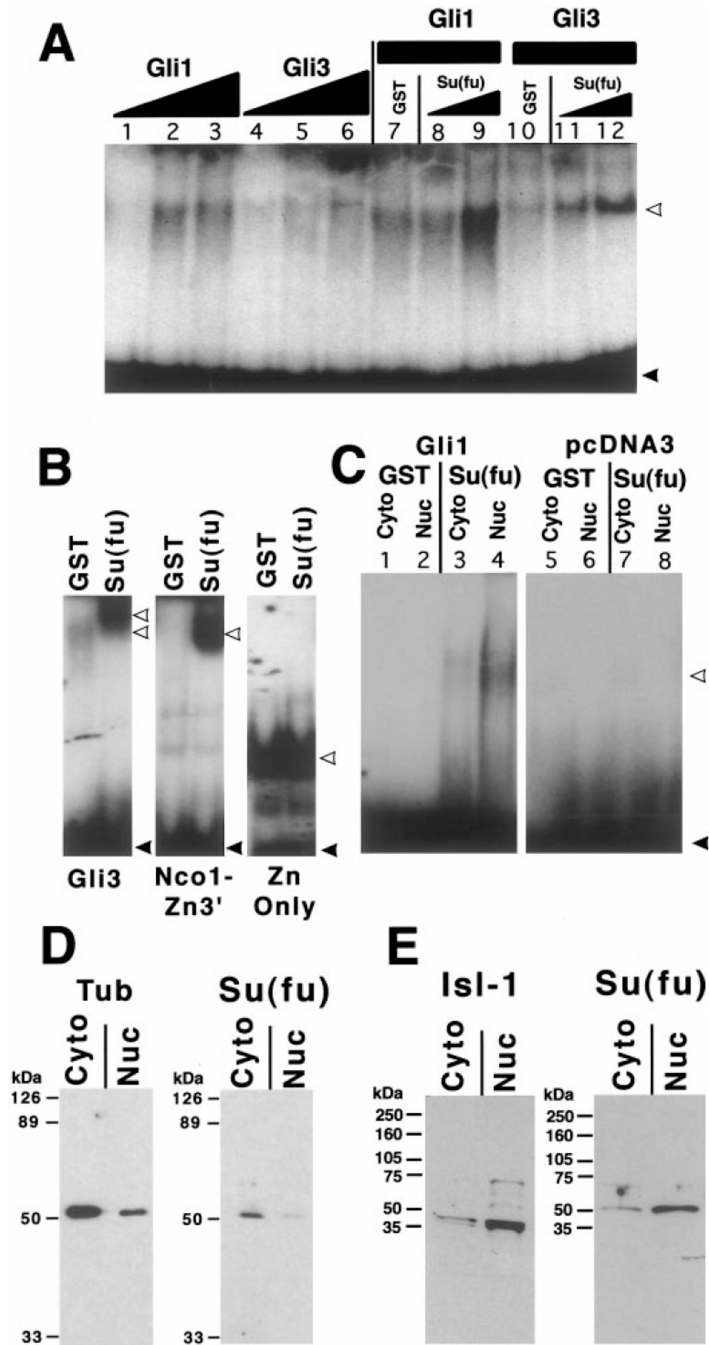 A
Gli1 Gli3 Gli1 Gli3
GST Su(fu) GST Su(fu)
1 2 3 4 5 6 7 8 9 10 11 12
B
GST Su(fu) GST Su(fu) GST Su(fu)
Gli3 Nco1-Zn3' Zn Only
C
Gli1 pcDNA3
GST Su(fu) GST Su(fu)
Cyto Nuc Cyto Nuc Cyto Nuc Cyto Nuc
1 2 3 4 5 6 7 8
D
Tub Su(fu)
Cyto Nuc Cyto Nuc
kDa kDa
126 126
89 89
50 50
33 33
E
Isl-1 Su(fu)
Cyto Nuc Cyto Nuc
kDa kDa
250 250
160 160
105 105
75 75
50 50
35 35